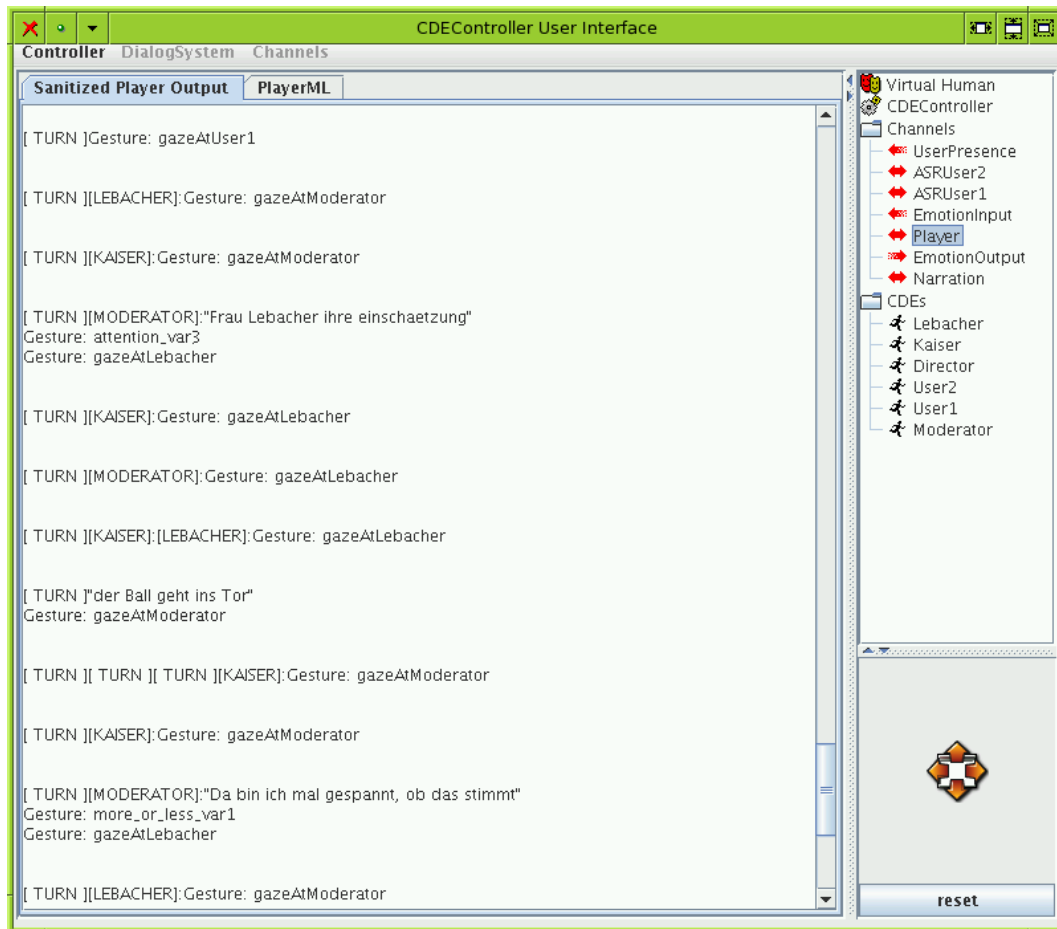 CDEController User Interface
Controller DialogSystem Channels
Sanitized Player Output PlayerML
[ TURN ]Gesture: gazeAtUser1
[ TURN ][LEBACHER]:Gesture: gazeAtModerator
[ TURN ][KAISER]:Gesture: gazeAtModerator
[ TURN ][MODERATOR]:"Frau Lebacher ihre einschaetzung"
Gesture: attention_var3
Gesture: gazeAtLebacher
[ TURN ][KAISER]:Gesture: gazeAtLebacher
[ TURN ][MODERATOR]:Gesture: gazeAtLebacher
[ TURN ][KAISER]:[LEBACHER]:Gesture: gazeAtLebacher
[ TURN ]"der Ball geht ins Tor"
Gesture: gazeAtModerator
[ TURN ][ TURN ][ TURN ][KAISER]:Gesture: gazeAtModerator
[ TURN ][KAISER]:Gesture: gazeAtModerator
[ TURN ][MODERATOR]:"Da bin ich mal gespannt, ob das stimmt"
Gesture: more_or_less_var1
Gesture: gazeAtLebacher
[ TURN ][LEBACHER]:Gesture: gazeAtModerator
Virtual Human
CDEController
Channels
UserPresence
ASRUser2
ASRUser1
EmotionInput
Player
EmotionOutput
Narration
CDEs
Lebacher
Kaiser
Director
User2
User1
Moderator
reset